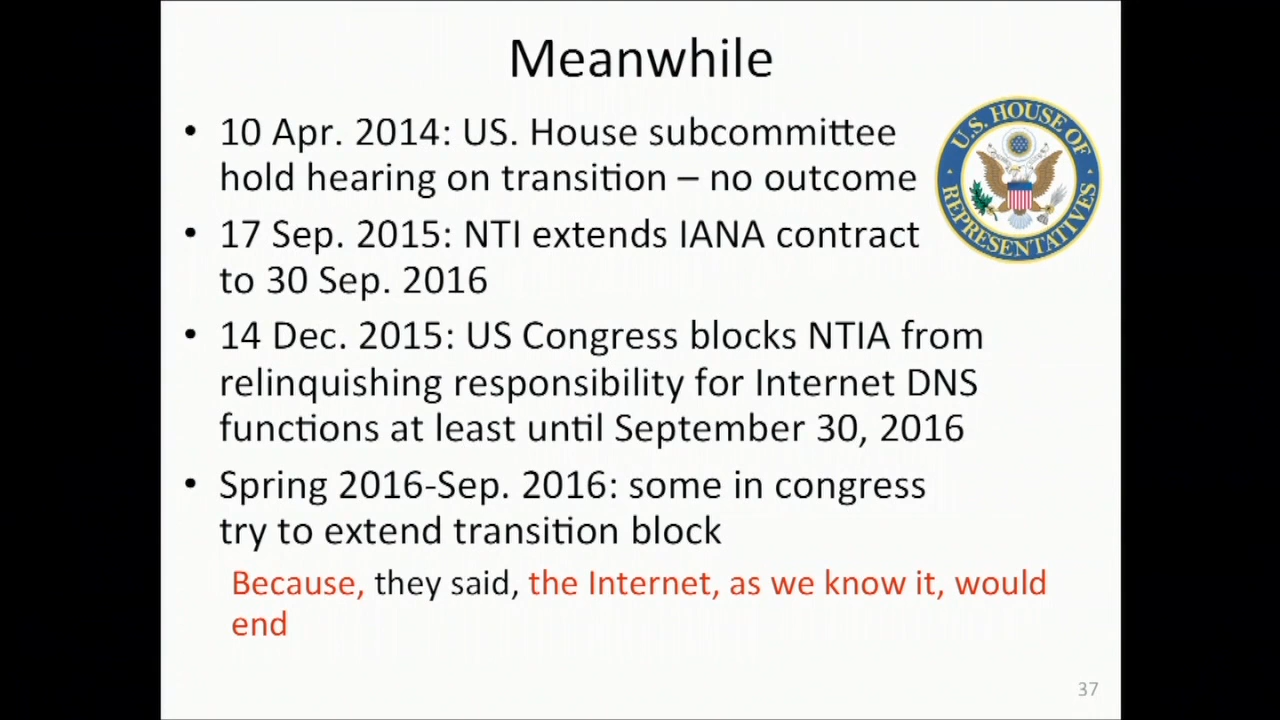 Meanwhile
• 10 Apr. 2014: US. House subcommittee
hold hearing on transition – no outcome
U.S. HOUSE OF
REPRESENTATIVES
• 17 Sep. 2015: NTI extends IANA contract
to 30 Sep. 2016
• 14 Dec. 2015: US Congress blocks NTIA from
relinquishing responsibility for Internet DNS
functions at least until September 30, 2016
• Spring 2016-Sep. 2016: some in congress
try to extend transition block
Because, they said, the Internet, as we know it, would
end
37